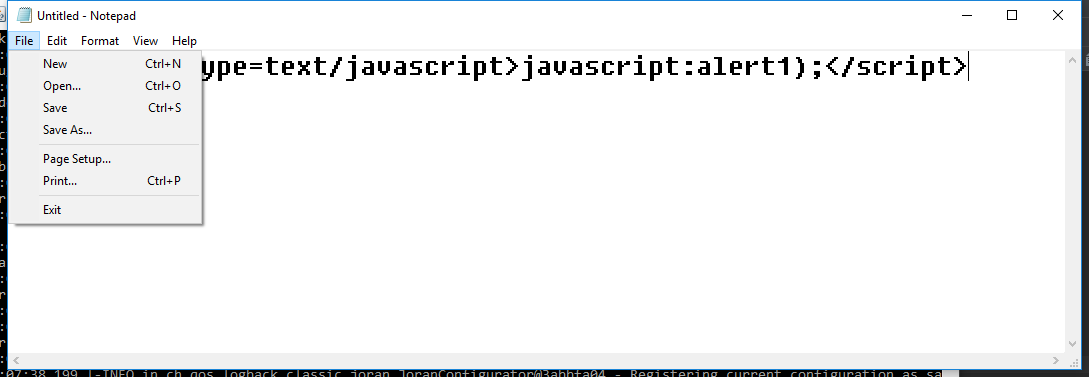 Untitled - Notepad
File Edit Format View Help
ype=text/javascript>javascript:alert1);</script>
New Ctrl+N
Open... Ctrl+O
Save Ctrl+S
Save As...
Page Setup...
Print... Ctrl+P
Exit
:07:38,199 |-INFO in ch.qos.logback.classic.joran.JoranConfigurator@3abbfa04 - Registering current configuration as sa